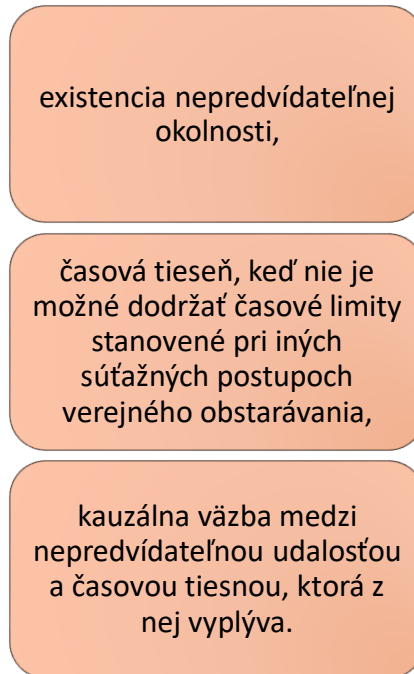 existencia nepredvídateľnej
okolnosti,
časová tieseň, keď nie je
možné dodržať časové limity
stanovené pri iných
súťažných postupoch
verejného obstarávania,
kauzálna väzba medzi
nepredvídateľnou udalosťou
a časovou tiesnou, ktorá z
nej vyplýva.